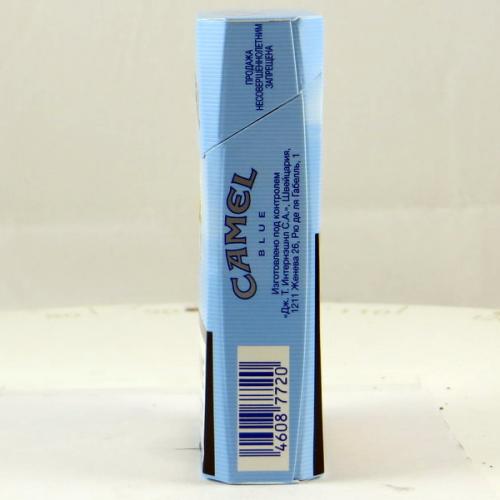 ПРОДАЖА
НЕСОВЕРШЕННОЛЕТНИМ
ЗАПРЕЩЕНА
CAMEL
BLUE
Изготовлено под контролем
«Дж. Т. Интернэшнл С.А.», Швейцария,
1211 Женева 26, Рю де ля Габелль, 1
4608 7720